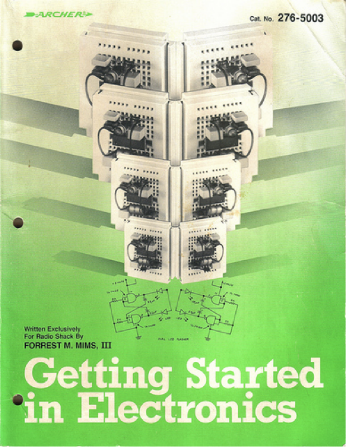 ARCHER
Cat. No. 276-5003
Written Exclusively
For Radio Shack By
FORREST M. MIMS, III
Getting Started
in Electronics